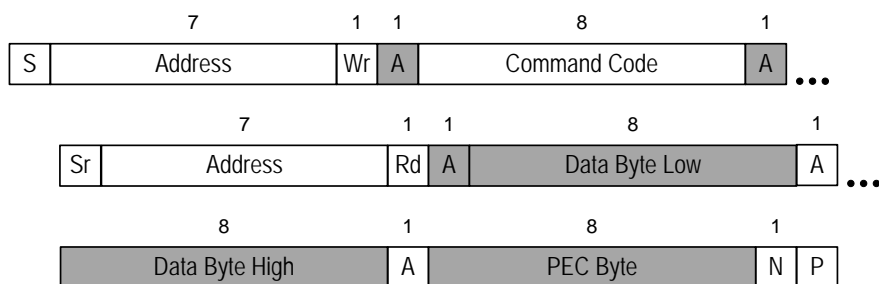 7 1 1 8 1
S Address Wr A Command Code A ...
7 1 1 8 1
Sr Address Rd A Data Byte Low A ...
8 1 8 1
Data Byte High A PEC Byte N P